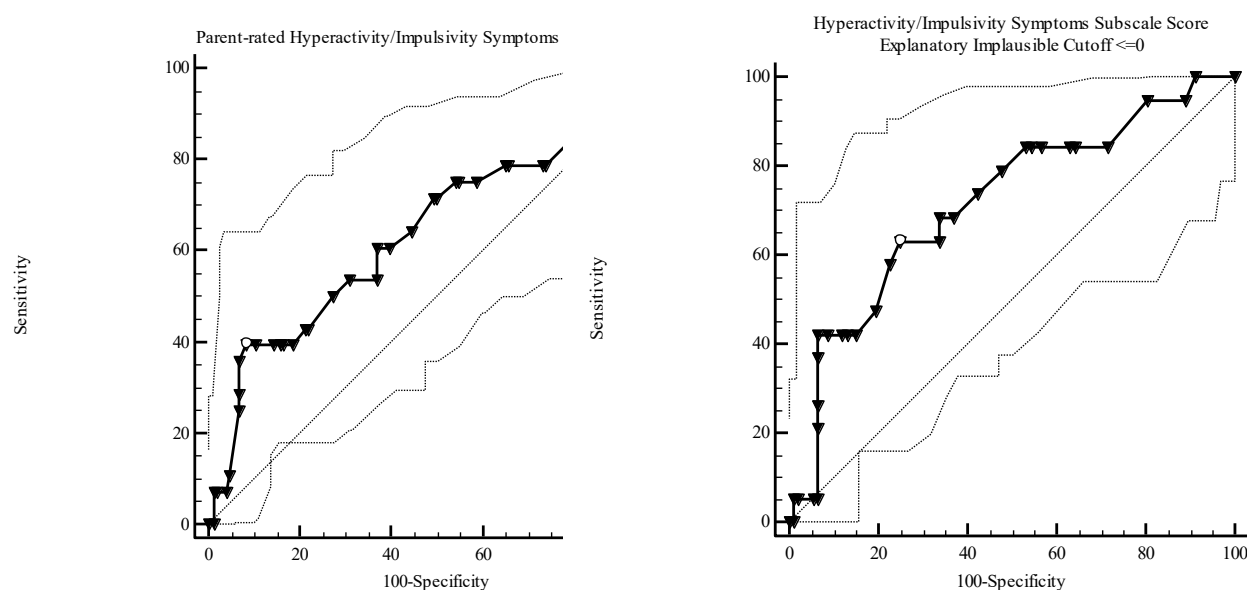 Parent-rated Hyperactivity/Impulsivity Symptoms
100
80
60
40
20
0
Sensitivity
0 20 40 60
100-Specificity
Hyperactivity/Impulsivity Symptoms Subscale Score
Explanatory Implausible Cutoff <=0
100
80
60
40
20
0
Sensitivity
0 20 40 60 80 100
100-Specificity